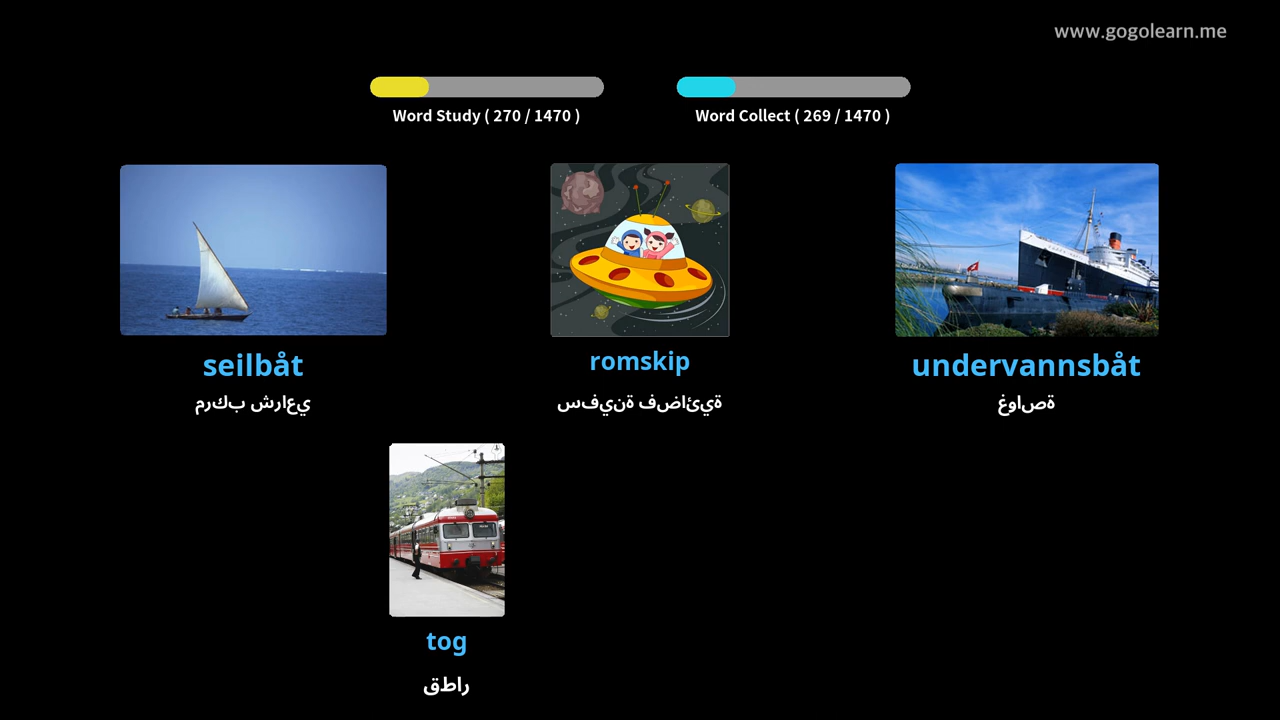 www.gogolearn.me
Word Study ( 270 / 1470 )
Word Collect ( 269 / 1470 )
seilbåt
مركب شراعي
romskip
سفينة فضائية
undervannsbåt
غواصة
tog
قطار